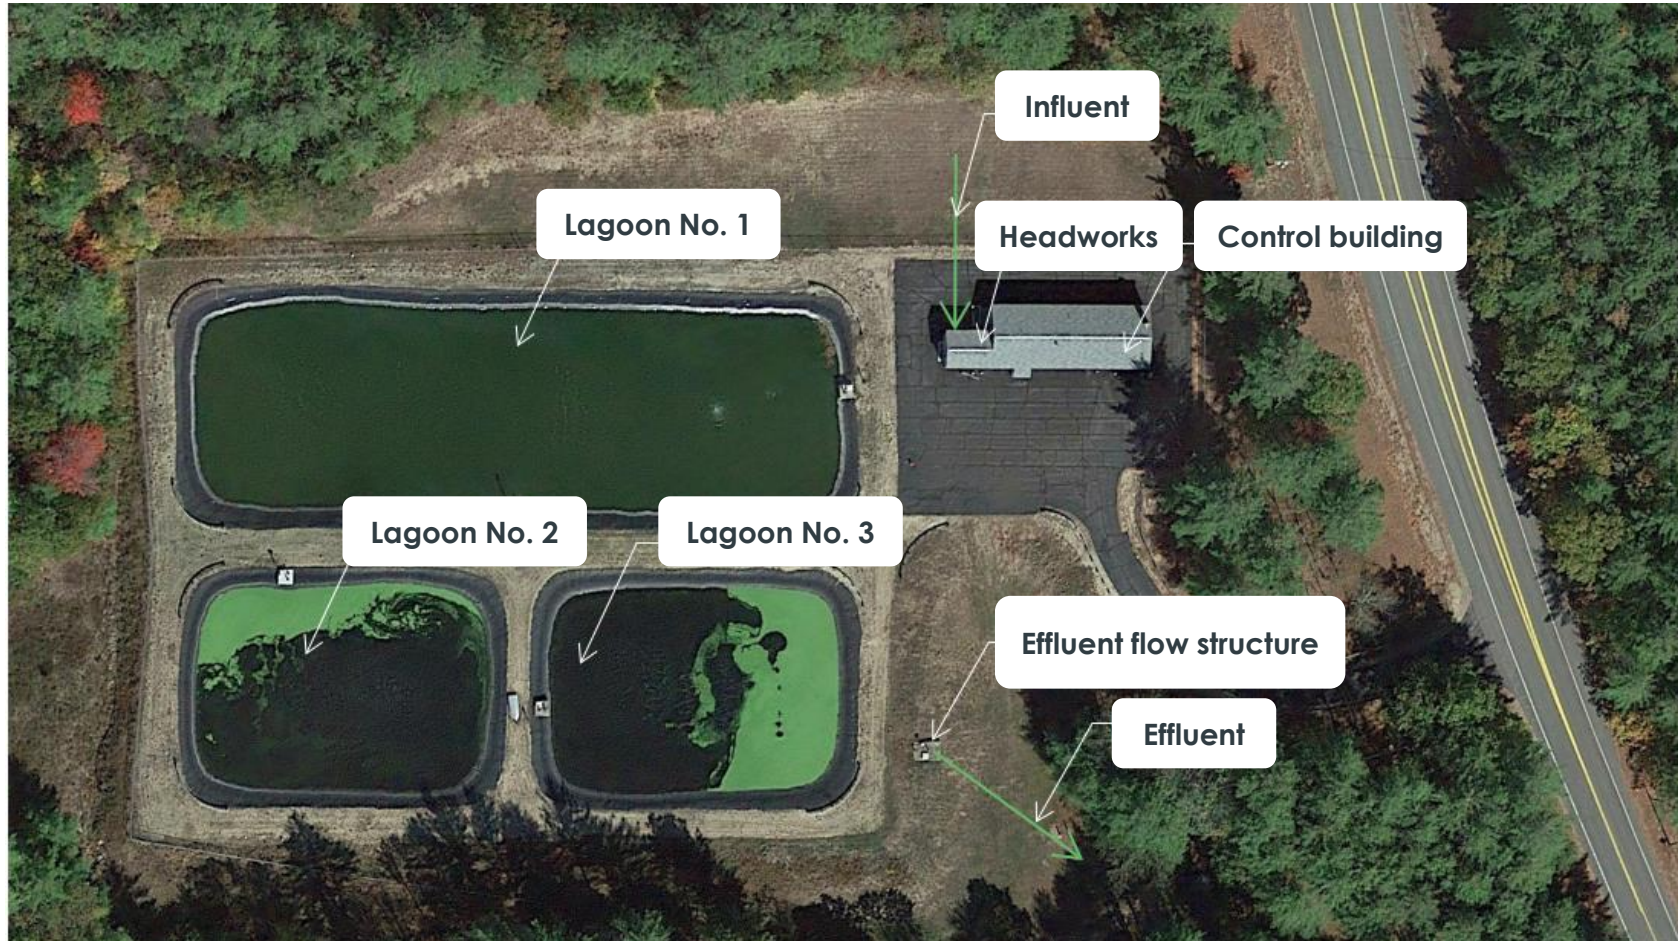 Influent
Lagoon No. 1
Headworks
Control building
Lagoon No. 2
Lagoon No. 3
Effluent flow structure
Effluent